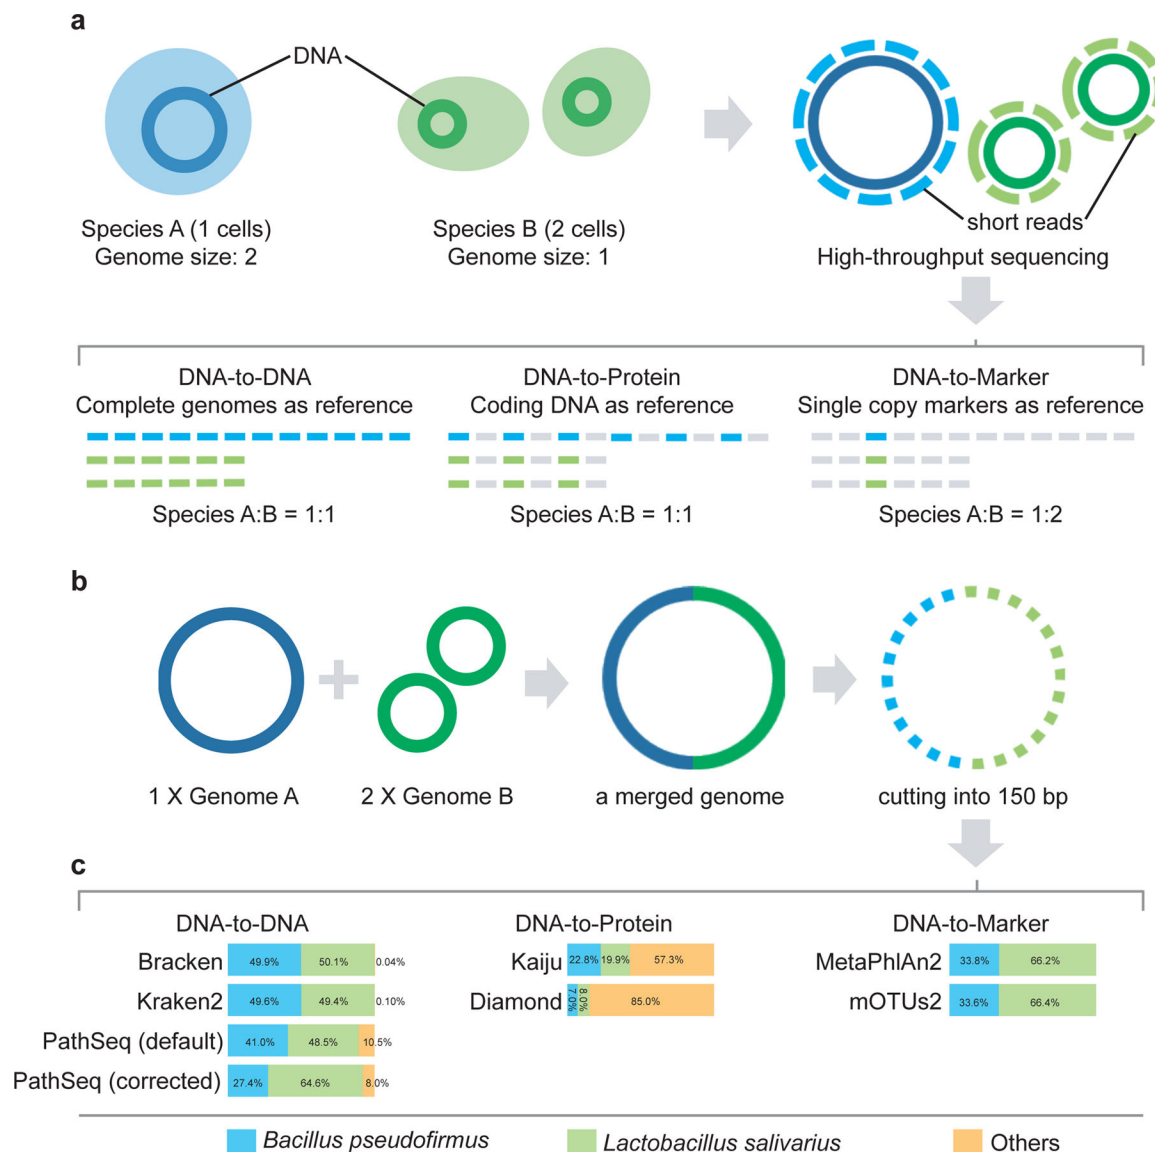 a
DNA
Species A (1 cells)
Genome size: 2
Species B (2 cells)
Genome size: 1
short reads
High-throughput sequencing
DNA-to-DNA
Complete genomes as reference
Species A:B = 1:1
DNA-to-Protein
Coding DNA as reference
Species A:B = 1:1
DNA-to-Marker
Single copy markers as reference
Species A:B = 1:2
b
1 X Genome A
2 X Genome B
a merged genome
cutting into 150 bp
c
DNA-to-DNA
Bracken 49.9% 50.1% 0.04%
Kraken2 49.6% 49.4% 0.10%
PathSeq (default) 41.0% 48.5% 10.5%
PathSeq (corrected) 27.4% 64.6% 8.0%
DNA-to-Protein
Kaiju 22.8% 19.9% 57.3%
Diamond 7.0% 8.0% 85.0%
DNA-to-Marker
MetaPhlAn2 33.8% 66.2%
mOTUs2 33.6% 66.4%
Bacillus pseudofirmus
Lactobacillus salivarius
Others